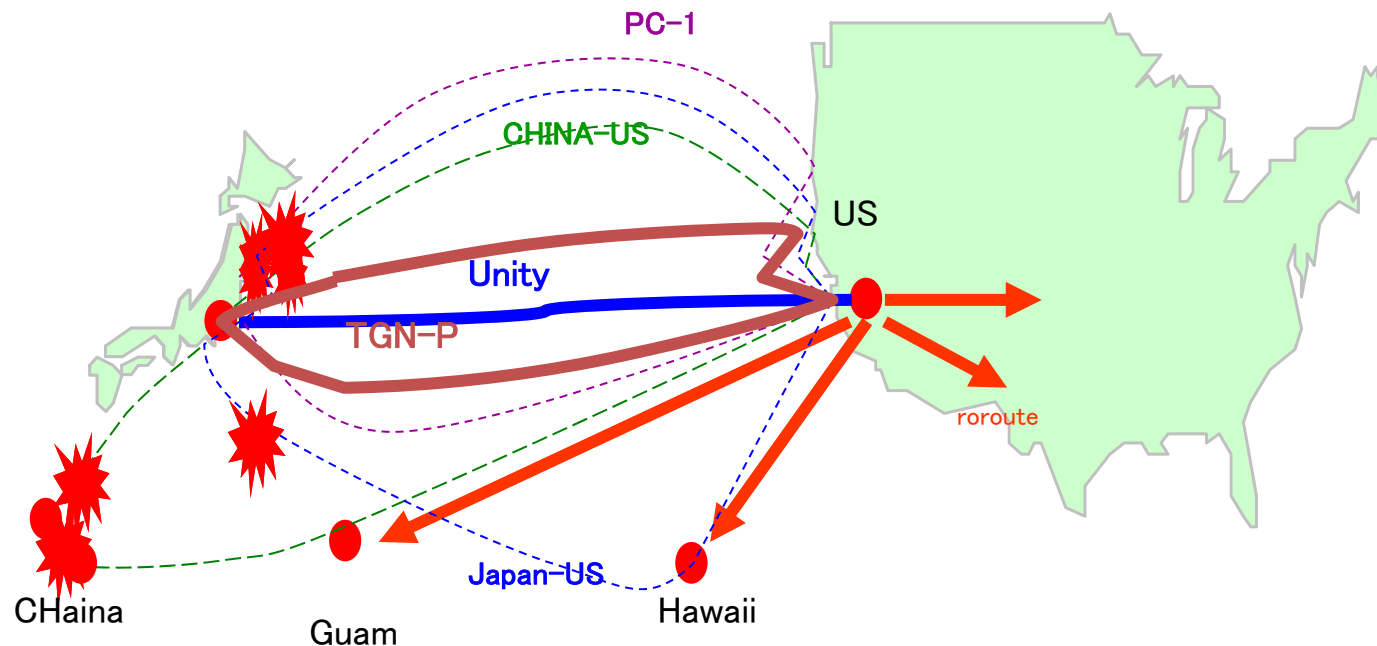 PC-1
CHINA-US
US
Unity
TGN-P
roroute
Japan-US
CHaina
Hawaii
Guam